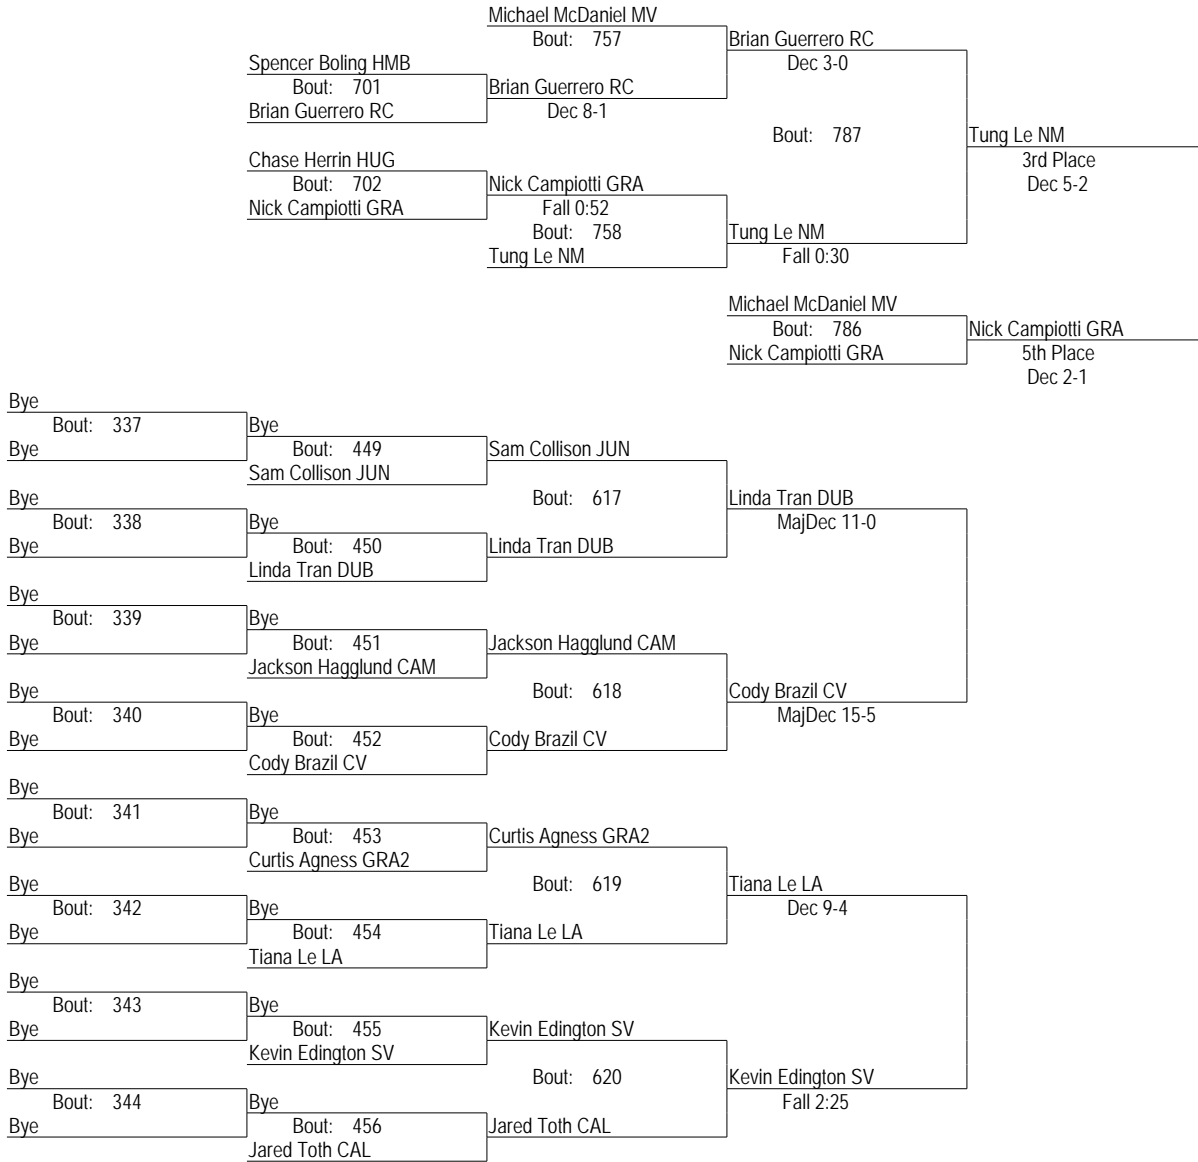 Michael McDaniel MV
Bout: 757
Brian Guerrero RC
Dec 3-0
Spencer Boling HMB
Bout: 701
Brian Guerrero RC
Brian Guerrero RC
Dec 8-1
Bout: 787
Tung Le NM
3rd Place
Dec 5-2
Chase Herrin HUG
Bout: 702
Nick Campiotti GRA
Nick Campiotti GRA
Fall 0:52
Bout: 758
Tung Le NM
Tung Le NM
Fall 0:30
Michael McDaniel MV
Bout: 786
Nick Campiotti GRA
Nick Campiotti GRA
5th Place
Dec 2-1
Bye
Bout: 337
Bye
Bye
Bout: 449
Sam Collison JUN
Sam Collison JUN
Bye
Bout: 338
Bye
Bout: 617
Linda Tran DUB
MajDec 11-0
Bye
Bout: 450
Linda Tran DUB
Linda Tran DUB
Bye
Bout: 339
Bye
Bye
Bout: 451
Jackson Hagglund CAM
Jackson Hagglund CAM
Bye
Bout: 340
Bye
Bout: 618
Cody Brazil CV
MajDec 15-5
Bye
Bout: 452
Cody Brazil CV
Cody Brazil CV
Bye
Bout: 341
Bye
Bye
Bout: 453
Curtis Agness GRA2
Curtis Agness GRA2
Bye
Bout: 342
Bye
Bout: 619
Tiana Le LA
Dec 9-4
Bye
Bout: 454
Tiana Le LA
Tiana Le LA
Bye
Bout: 343
Bye
Bye
Bout: 455
Kevin Edington SV
Kevin Edington SV
Bye
Bout: 344
Bye
Bout: 620
Kevin Edington SV
Fall 2:25
Bye
Bout: 456
Jared Toth CAL
Jared Toth CAL